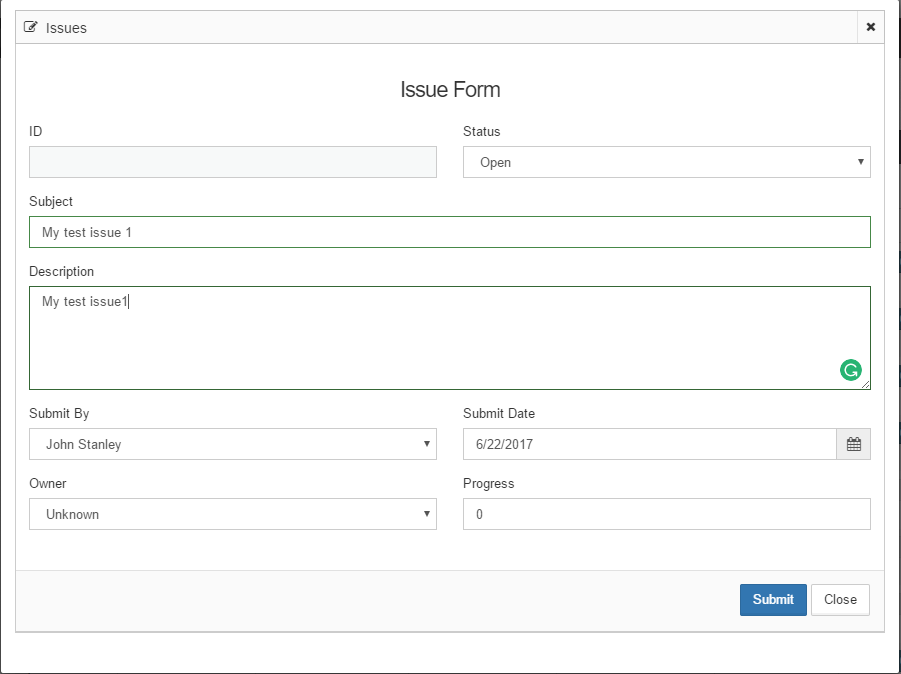 Issues
Issue Form
ID
Status
Open
Subject
My test issue 1
Description
My test issue1
Submit By
Submit Date
John Stanley
6/22/2017
Owner
Progress
Unknown
0
Submit Close